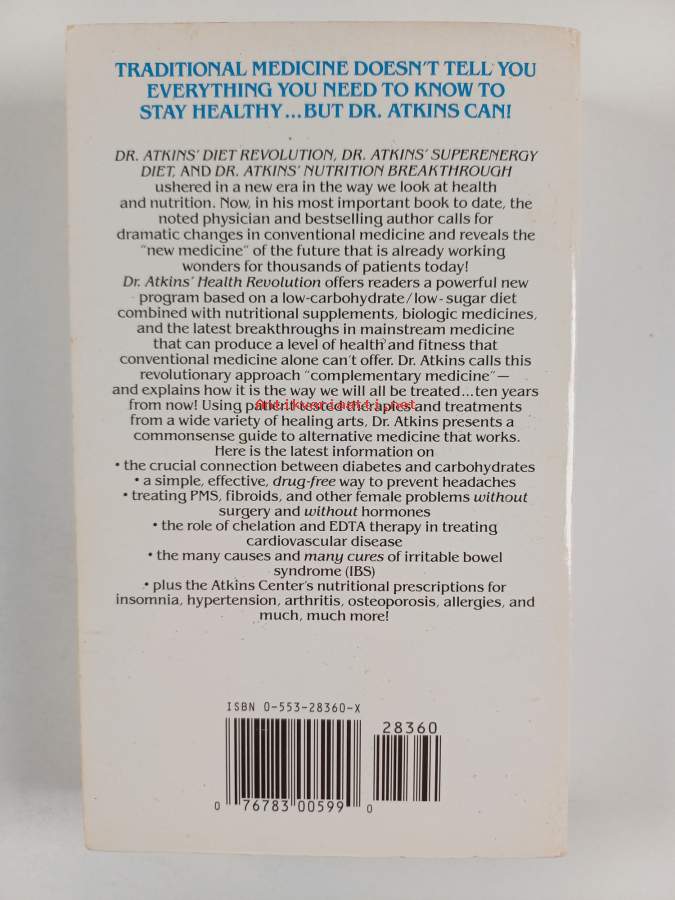 TRADITIONAL MEDICINE DOESN'T TELL YOU
EVERYTHING YOU NEED TO KNOW TO
STAY HEALTHY...BUT DR. ATKINS CAN!
DR. ATKINS' DIET REVOLUTION, DR. ATKINS' SUPERENERGY
DIET, AND DR. ATKINS' NUTRITION BREAKTHROUGH
ushered in a new era in the way we look at health
and nutrition. Now, in his most important book to date, the
noted physician and bestselling author calls for
dramatic changes in conventional medicine and reveals the
"new medicine" of the future that is already working
wonders for thousands of patients today!
Dr. Atkins' Health Revolution offers readers a powerful new
program based on a low-carbohydrate/low-sugar diet
combined with nutritional supplements, biologic medicines,
and the latest breakthroughs in mainstream medicine
that can produce a level of health and fitness that
conventional medicine alone can't offer. Dr. Atkins calls this
revolutionary approach "complementary medicine"—
and explains how it is the way we will all be treated...ten years
from now! Using patient-tested therapies and treatments
from a wide variety of healing arts, Dr. Atkins presents a
commonsense guide to alternative medicine that works.
Here is the latest information on
• the crucial connection between diabetes and carbohydrates
• a simple, effective, drug-free way to prevent headaches
• treating PMS, fibroids, and other female problems without
surgery and without hormones
• the role of chelation and EDTA therapy in treating
cardiovascular disease
• the many causes and many cures of irritable bowel
syndrome (IBS)
• plus the Atkins Center's nutritional prescriptions for
insomnia, hypertension, arthritis, osteoporosis, allergies, and
much, much more!
ISBN 0-553-28360-X
28360
0 76783 00599 0